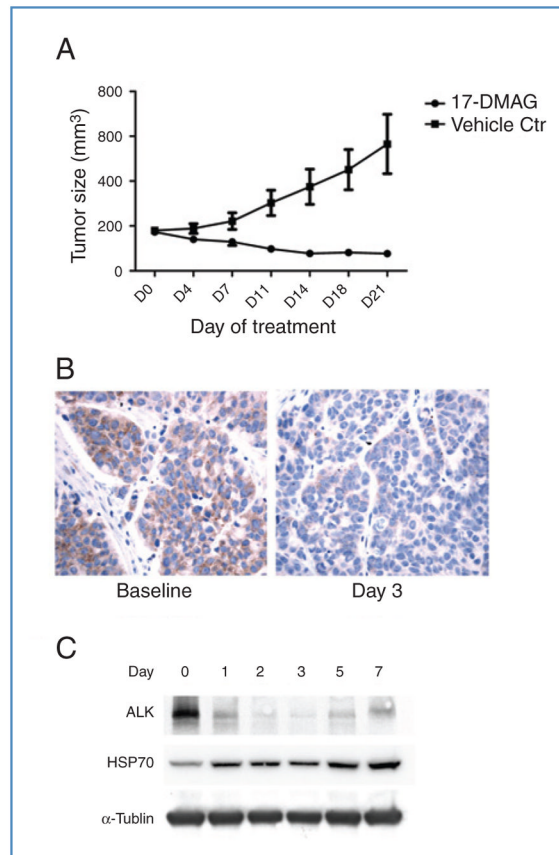 A
800
800
400
200
0
Tumor size (mm³)
D0 D4 D7 D11 D14 D18 D21
Day of treatment
17-DMAG
Vehicle Ctr
B
Baseline Day 3
C
Day 0 1 2 3 5 7
ALK
HSP70
α-Tublin